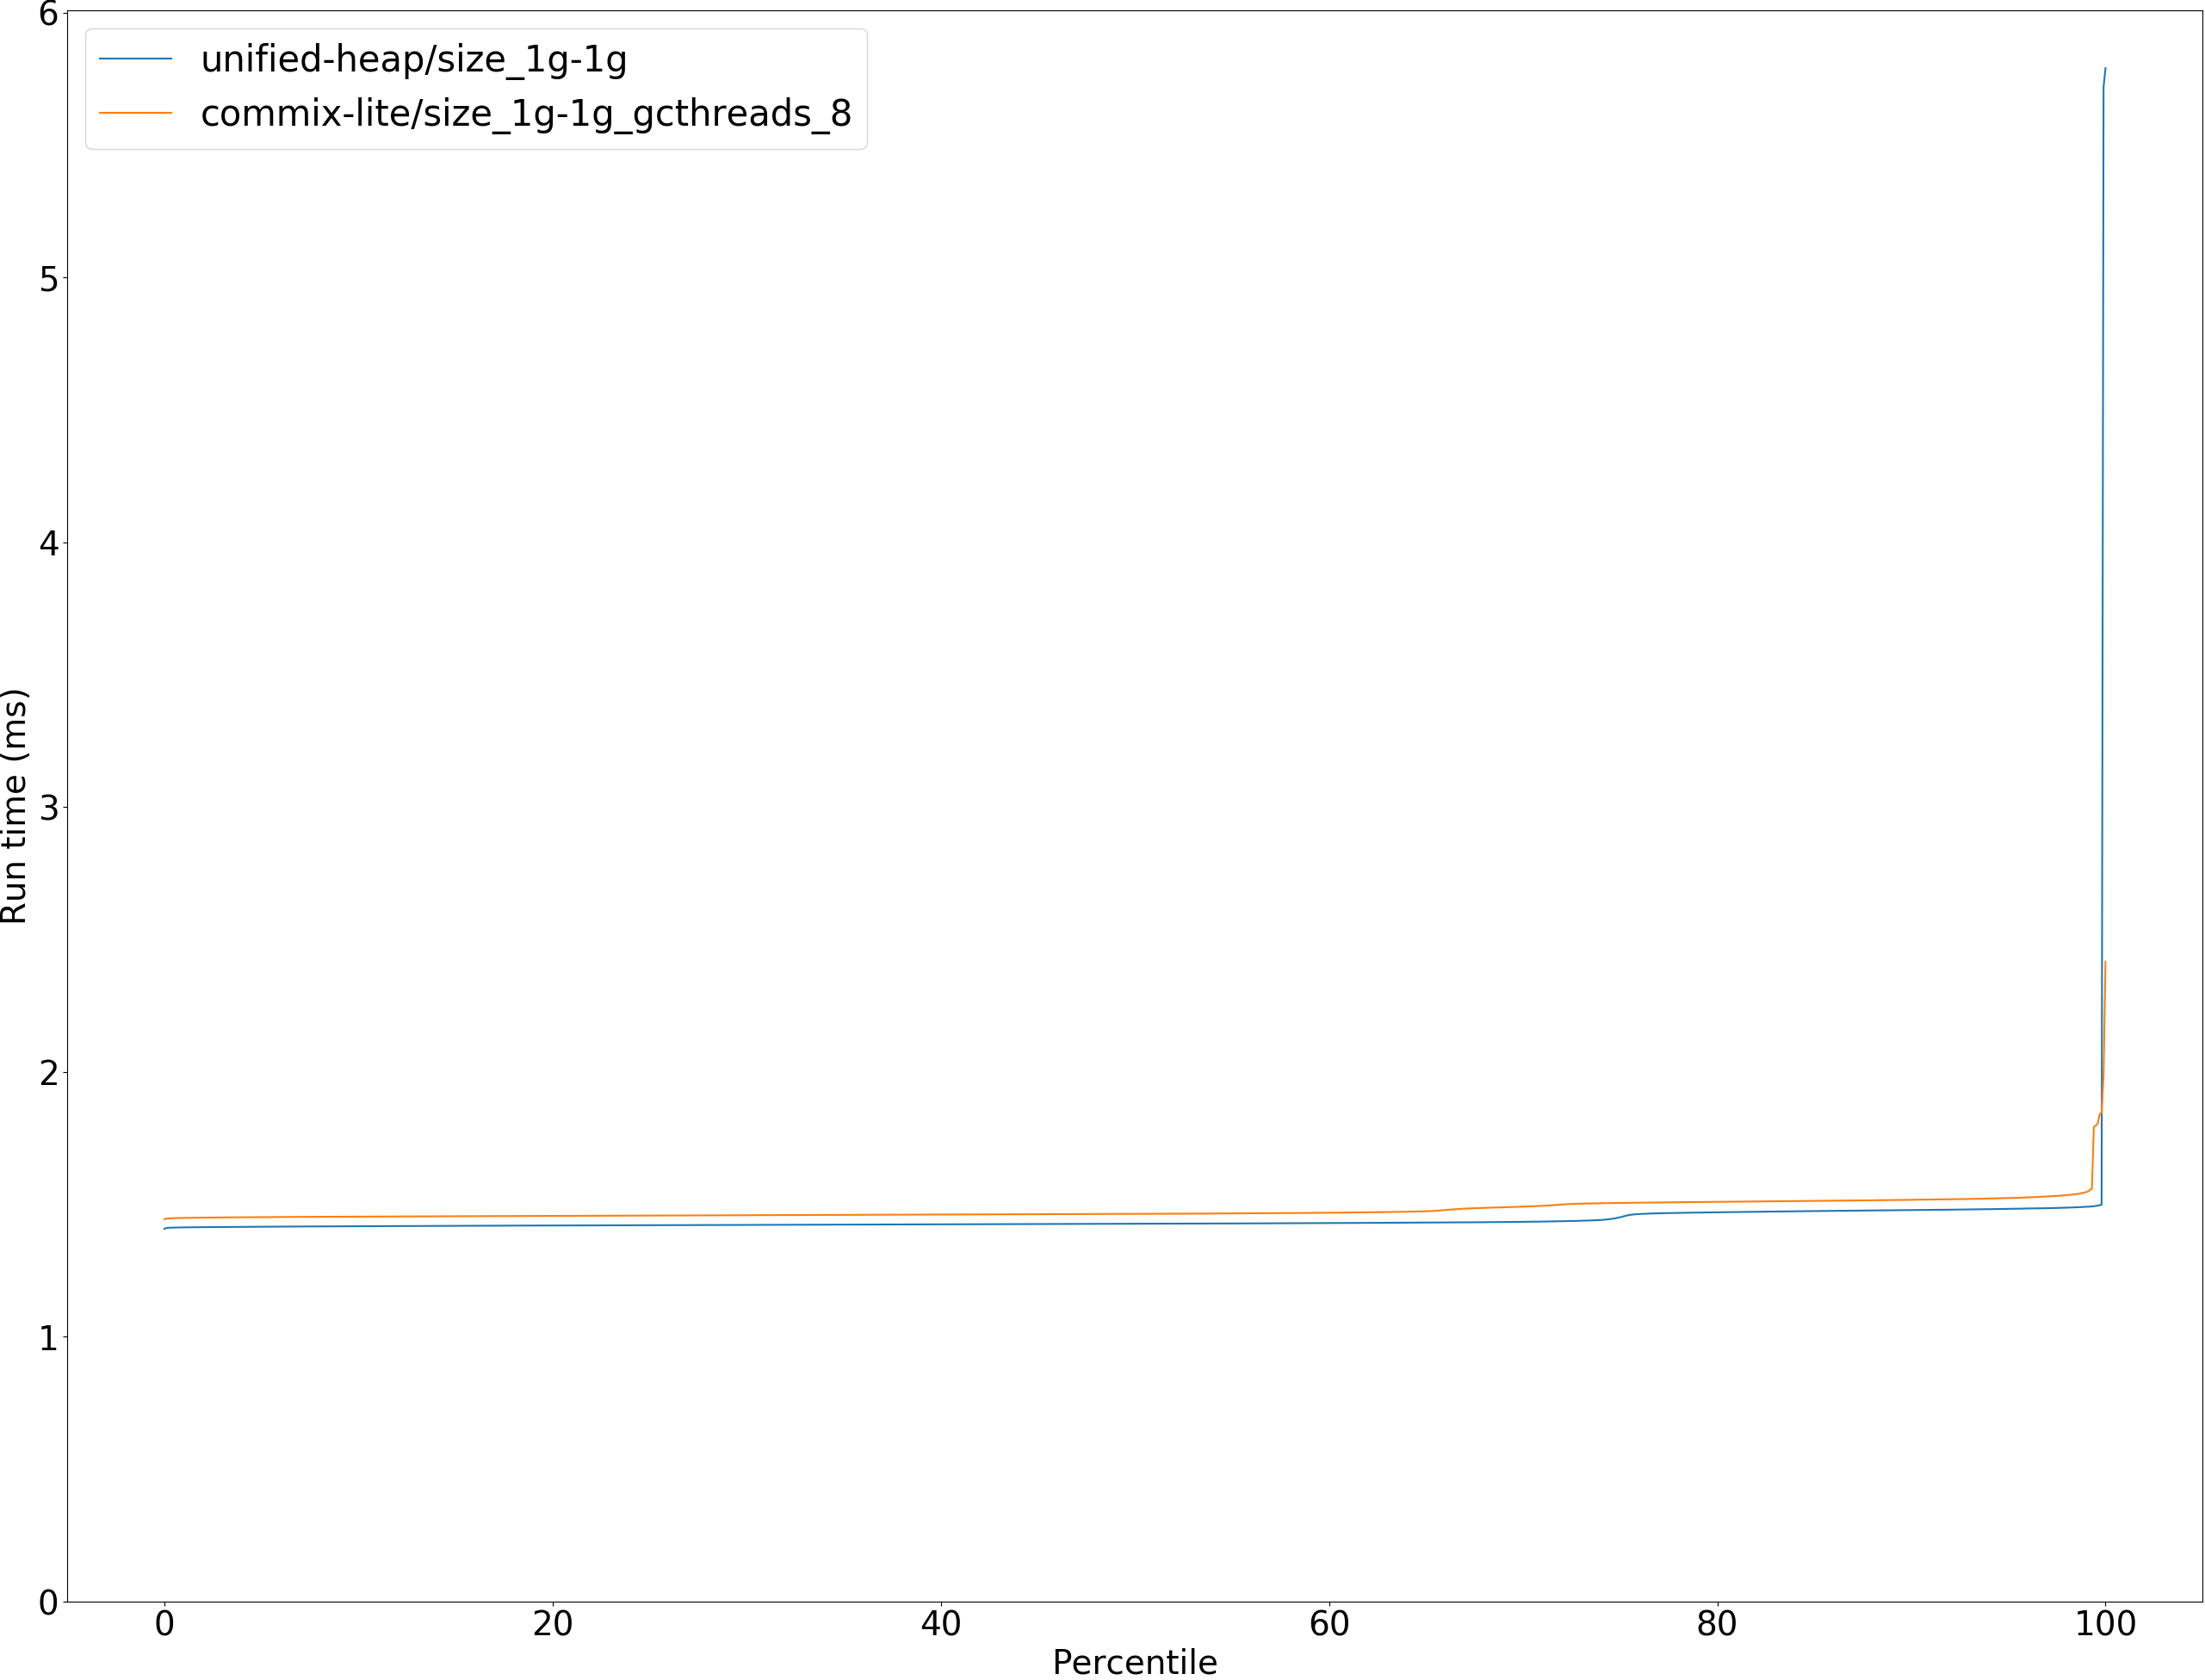 unified-heap/size_1g-1g
commix-lite/size_1g-1g_gcthreads_8
Run time (ms)
6
5
4
3
2
1
0
0 20 40 60 80 100
Percentile